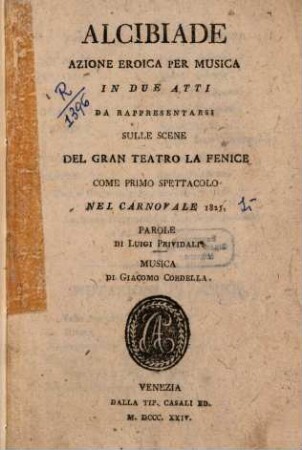 ALCIBIADE
AZIONE EROICA PER MUSICA
IN DUE ATTI
R
1396
DA RAPPRESENTARSI
SULLE SCENE
DEL GRAN TEATRO LA FENICE
COME PRIMO SPETTACOLO
NEL CARNOVALE 1825.
PAROLE
DI LUIGI PRIVIDALI
MUSICA
DI GIACOMO CORDELLA.
VENEZIA
DALLA TIP. CASALI ED.
M. DCCC. XXIV.